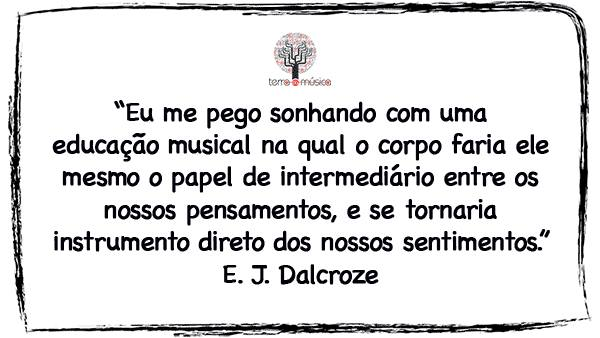 terra da música
“Eu me pego sonhando com uma
educação musical na qual o corpo faria ele
mesmo o papel de intermediário entre os
nossos pensamentos, e se tornaria
instrumento direto dos nossos sentimentos.”
E. J. Dalcroze